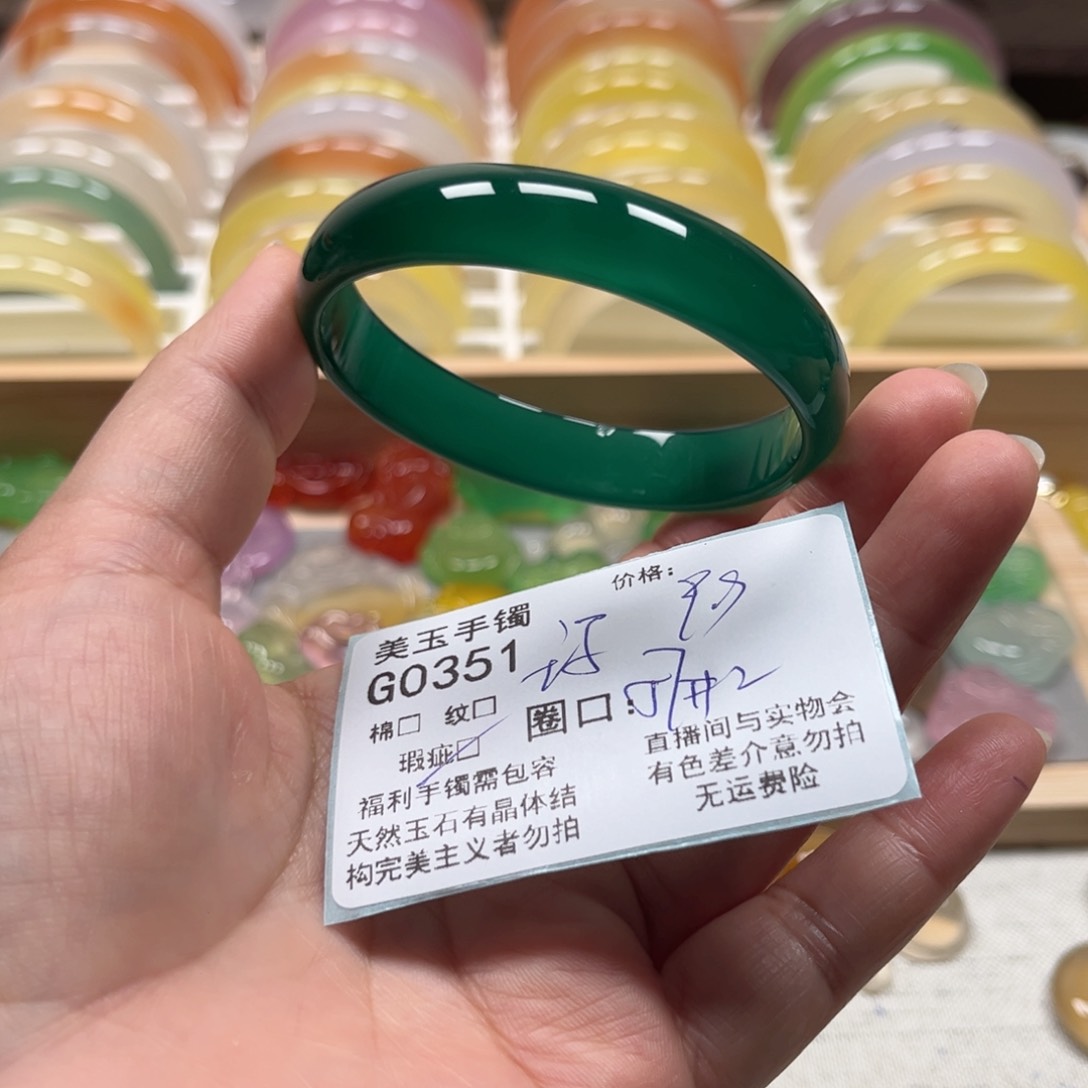 价格：
美玉手镯
G0351
棉□ 纹□ 圈口：
瑕疵□
福利手镯需包容
天然玉石有晶体结
构完美主义者勿拍
直播间与实物会
有色差介意勿拍
无运费险